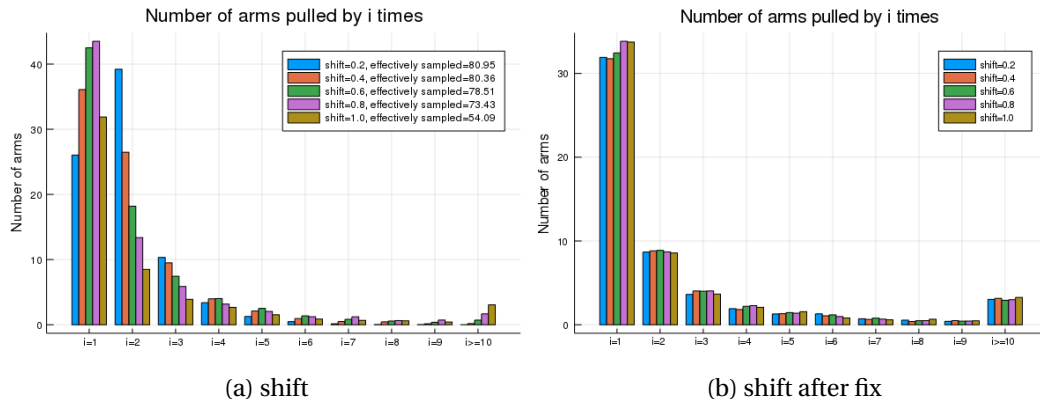 Number of arms pulled by i times
Number of arms
40
30
20
10
0
shift=0.2, effectively sampled=80.95
shift=0.4, effectively sampled=80.36
shift=0.6, effectively sampled=78.51
shift=0.8, effectively sampled=73.43
shift=1.0, effectively sampled=54.09
i=1 i=2 i=3 i=4 i=5 i=6 i=7 i=8 i=9 i>=10
(a) shift
Number of arms pulled by i times
Number of arms
30
20
10
0
shift=0.2
shift=0.4
shift=0.6
shift=0.8
shift=1.0
i=1 i=2 i=3 i=4 i=5 i=6 i=7 i=8 i=9 i>=10
(b) shift after fix